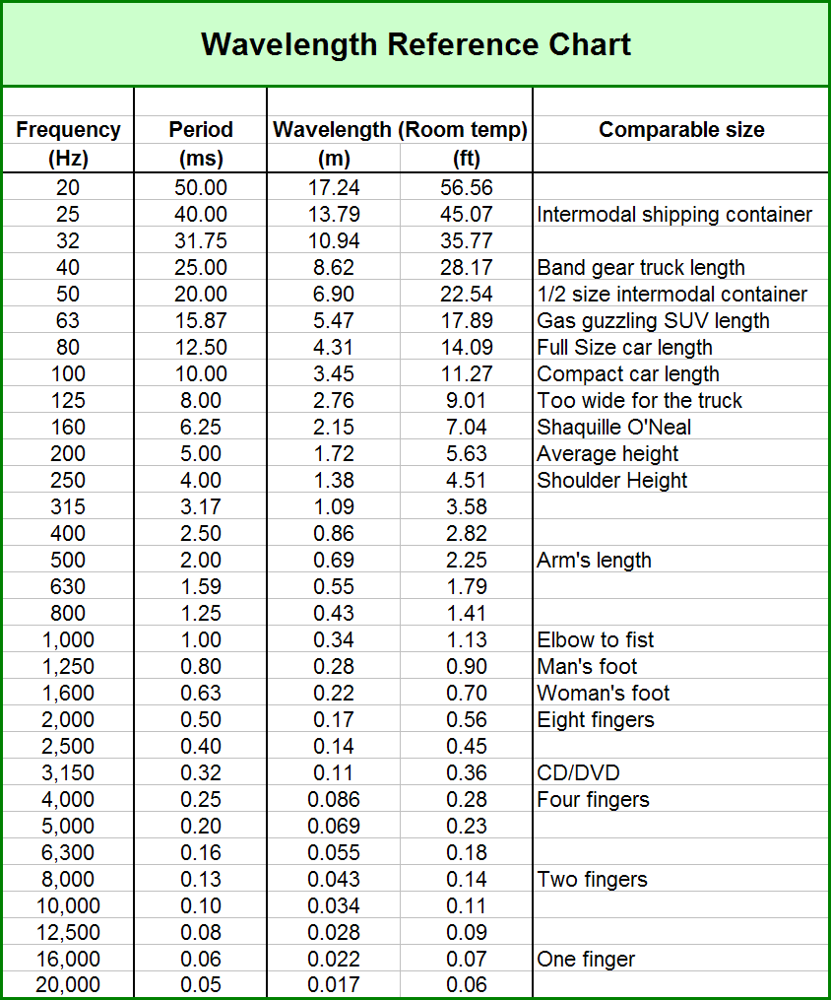 Wavelength Reference Chart
Frequency Period Wavelength (Room temp) Comparable size
(Hz) (ms) (m) (ft)
20 50.00 17.24 56.56
25 40.00 13.79 45.07 Intermodal shipping container
32 31.75 10.94 35.77
40 25.00 8.62 28.17 Band gear truck length
50 20.00 6.90 22.54 1/2 size intermodal container
63 15.87 5.47 17.89 Gas guzzling SUV length
80 12.50 4.31 14.09 Full Size car length
100 10.00 3.45 11.27 Compact car length
125 8.00 2.76 9.01 Too wide for the truck
160 6.25 2.15 7.04 Shaquille O'Neal
200 5.00 1.72 5.63 Average height
250 4.00 1.38 4.51 Shoulder Height
315 3.17 1.09 3.58
400 2.50 0.86 2.82
500 2.00 0.69 2.25 Arm's length
630 1.59 0.55 1.79
800 1.25 0.43 1.41
1,000 1.00 0.34 1.13 Elbow to fist
1,250 0.80 0.28 0.90 Man's foot
1,600 0.63 0.22 0.70 Woman's foot
2,000 0.50 0.17 0.56 Eight fingers
2,500 0.40 0.14 0.45
3,150 0.32 0.11 0.36 CD/DVD
4,000 0.25 0.086 0.28 Four fingers
5,000 0.20 0.069 0.23
6,300 0.16 0.055 0.18
8,000 0.13 0.043 0.14 Two fingers
10,000 0.10 0.034 0.11
12,500 0.08 0.028 0.09
16,000 0.06 0.022 0.07 One finger
20,000 0.05 0.017 0.06